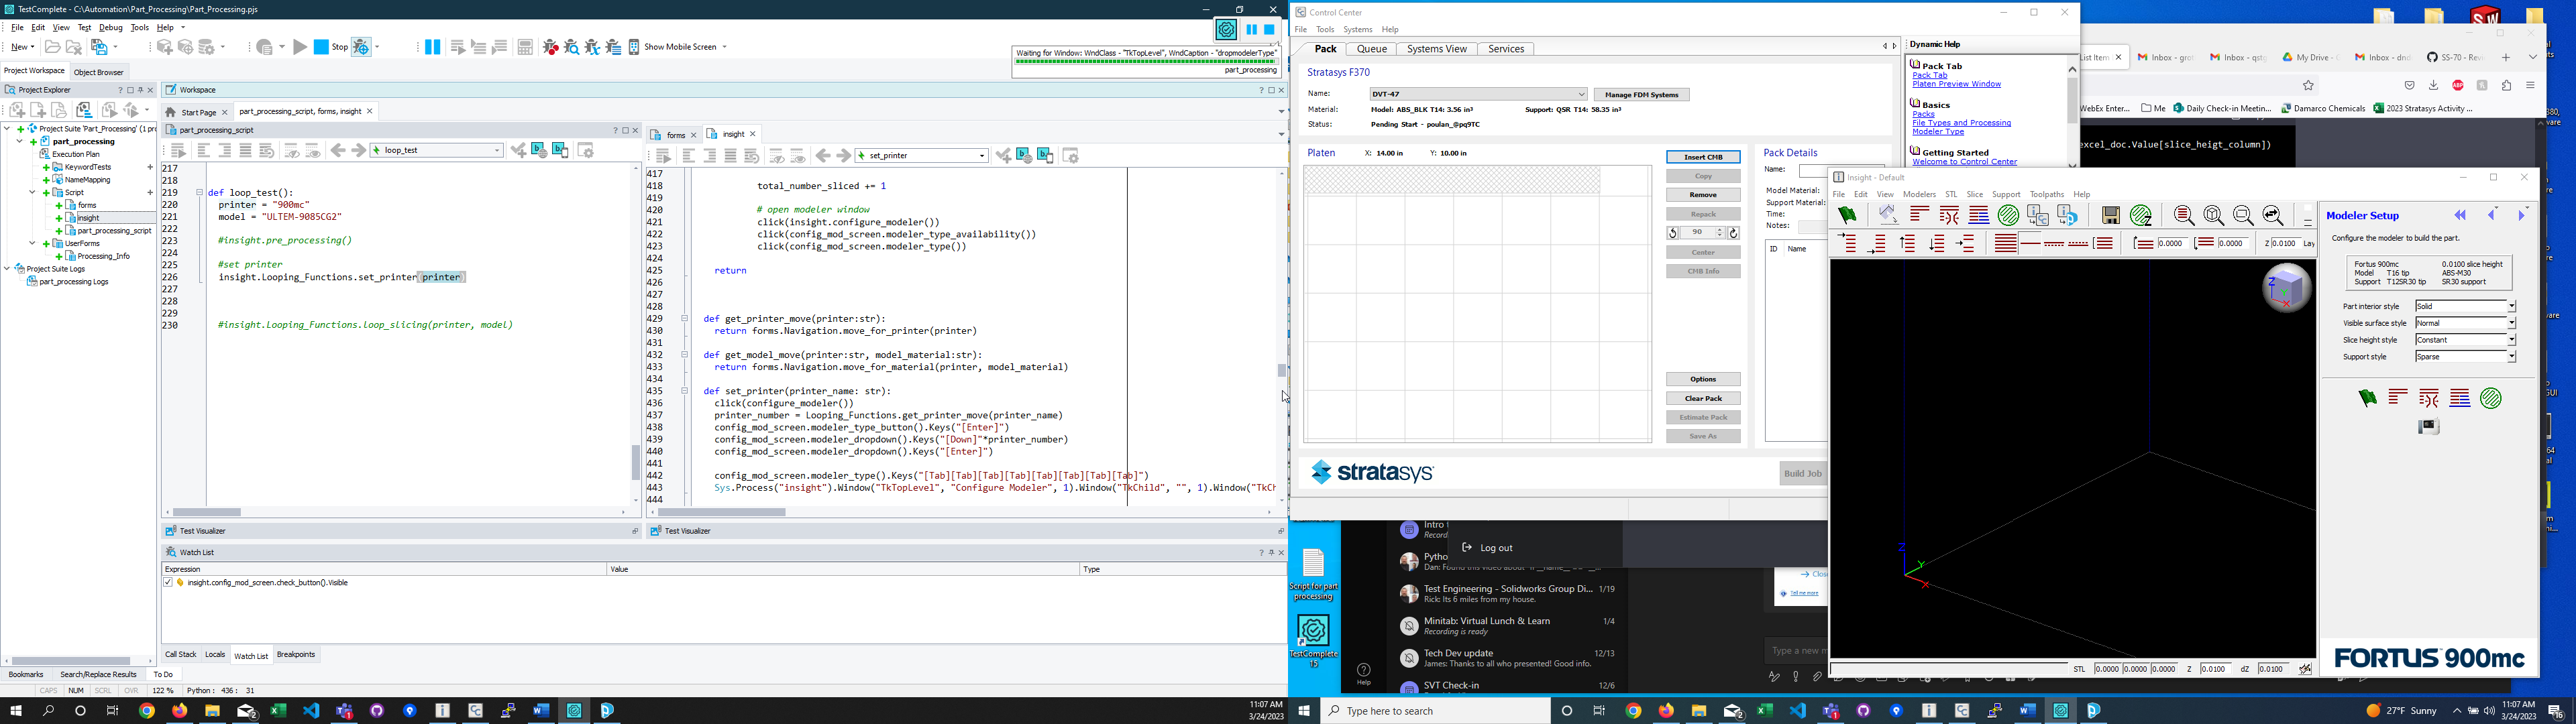 TestComplete - C:\Automation\Part_Processing\Part_Processing.pjs
File Edit View Test Debug Tools Help
New Stop Show Mobile Screen
Waiting for Window: WndClass - "TkTopLevel", WndCaption - "dropmodelerType"
part_processing
Project Workspace Object Browser
Project Explorer
Project Suite 'Part_Processing' (1 pro
part_processing
Execution Plan
KeywordTests
NameMapping
Script
forms
insight
part_processing_script
UserForms
Processing_Info
Project Suite Logs
part_processing Logs
Workspace
Start Page part_processing_script, forms, insight
part_processing_script
loop_test
217
218
219 def loop_test():
220 printer = "900mc"
221 model = "ULTEM-9085CG2"
222
223 #insight.pre_processing()
224
225 #set printer
226 insight.Looping_Functions.set_printer(printer)
227
228
229
230 #insight.Looping_Functions.loop_slicing(printer, model)
Test Visualizer
forms insight
set_printer
417
418 total_number_sliced += 1
419
420 # open modeler window
421 click(insight.configure_modeler())
422 click(config_mod_screen.modeler_type_availability())
423 click(config_mod_screen.modeler_type())
424
425 return
426
427
428
429 def get_printer_move(printer:str):
430 return forms.Navigation.move_for_printer(printer)
431
432 def get_model_move(printer:str, model_material:str):
433 return forms.Navigation.move_for_material(printer, model_material)
434
435 def set_printer(printer_name: str):
436 click(configure_modeler())
437 printer_number = Looping_Functions.get_printer_move(printer_name)
438 config_mod_screen.modeler_type_button().Keys("[Enter]")
439 config_mod_screen.modeler_dropdown().Keys("[Down]"*printer_number)
440 config_mod_screen.modeler_dropdown().Keys("[Enter]")
441
442 config_mod_screen.modeler_type().Keys("[Tab][Tab][Tab][Tab][Tab][Tab][Tab][Tab]")
443 Sys.Process("insight").Window("TkTopLevel", "Configure Modeler", 1).Window("TkChild", "", 1).Window("TkCh
444
Test Visualizer
Watch List
Expression Value Type
insight.config_mod_screen.check_button().Visible
Call Stack Locals Watch List Breakpoints
Bookmarks Search/Replace Results To Do
CAPS NUM SCRL OVR 122 % Python : 436 : 31
11:07 AM
3/24/2023
Control Center
File Tools Systems Help
Pack Queue Systems View Services
Stratasys F370
Name: DVT-47 Manage FDM Systems
Material: Model: ABS_BLK T14: 3.56 in³ Support: QSR T14: 58.35 in³
Status: Pending Start - poulan_@pq9TC
Platen X: 14.00 in Y: 10.00 in
Insert CMB
Copy
Remove
Repack
90
Center
CMB Info
Options
Clear Pack
Estimate Pack
Save As
Pack Details
Name:
Model Material:
Support Material:
Time:
Notes:
ID Name
stratasys
Build Job
Dynamic Help
Pack Tab
Pack Tab
Platen Preview Window
Basics
Packs
File Types and Processing
Modeler Type
Getting Started
Welcome to Control Center
List Item Inbox - gro Inbox - qstg My Drive - Inbox - dnd SS-70 - Rev
WebEx Enter... Me Daily Check-in Meetin... Damarco Chemicals 2023 Stratasys Activity ...
excel_doc.Value[slice_heigt_column])
Insight - Default
File Edit View Modelers STL Slice Support Toolpaths Help
0.0000 0.0000 Z 0.0100 Lay
Modeler Setup
Configure the modeler to build the part.
Fortus 900mc 0.0100 slice height
Model T16 tip ABS-M30
Support T12SR30 tip SR30 support
Part interior style Solid
Visible surface style Normal
Slice height style Constant
Support style Sparse
Z
Y
X
STL 0.0000 0.0000 0.0000 Z 0.0100 dZ 0.0100
FORTUS 900mc
Script for part processing
TestComplete 15
Intro
Record
Log out
Pytho
Dan: Found this video about
Test Engineering - Solidworks Group Di... 1/19
Rick: Its 6 miles from my house.
Minitab: Virtual Lunch & Learn 1/4
Recording is ready
Tech Dev update 12/13
James: Thanks to all who presented! Good info.
SVT Check-in 12/6
Help
Tell me more
Type a new m
Type here to search
27°F Sunny
11:07 AM
3/24/2023